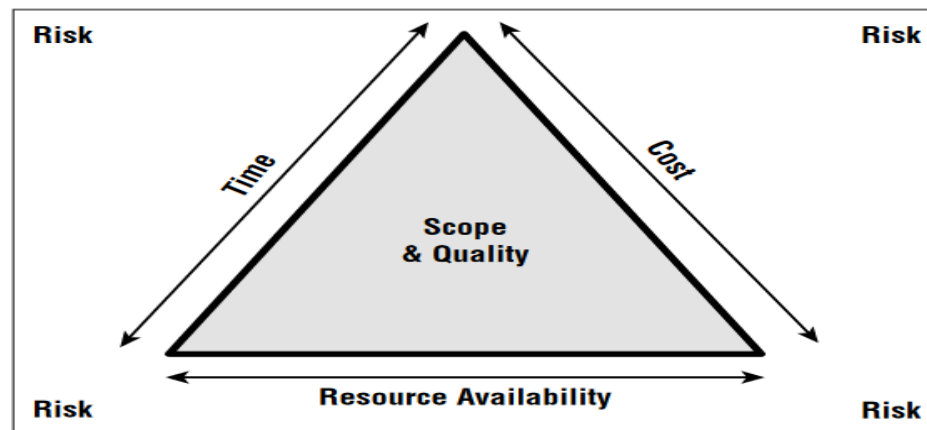 Risk
Risk
Time
Cost
Scope
& Quality
Resource Availability
Risk
Risk